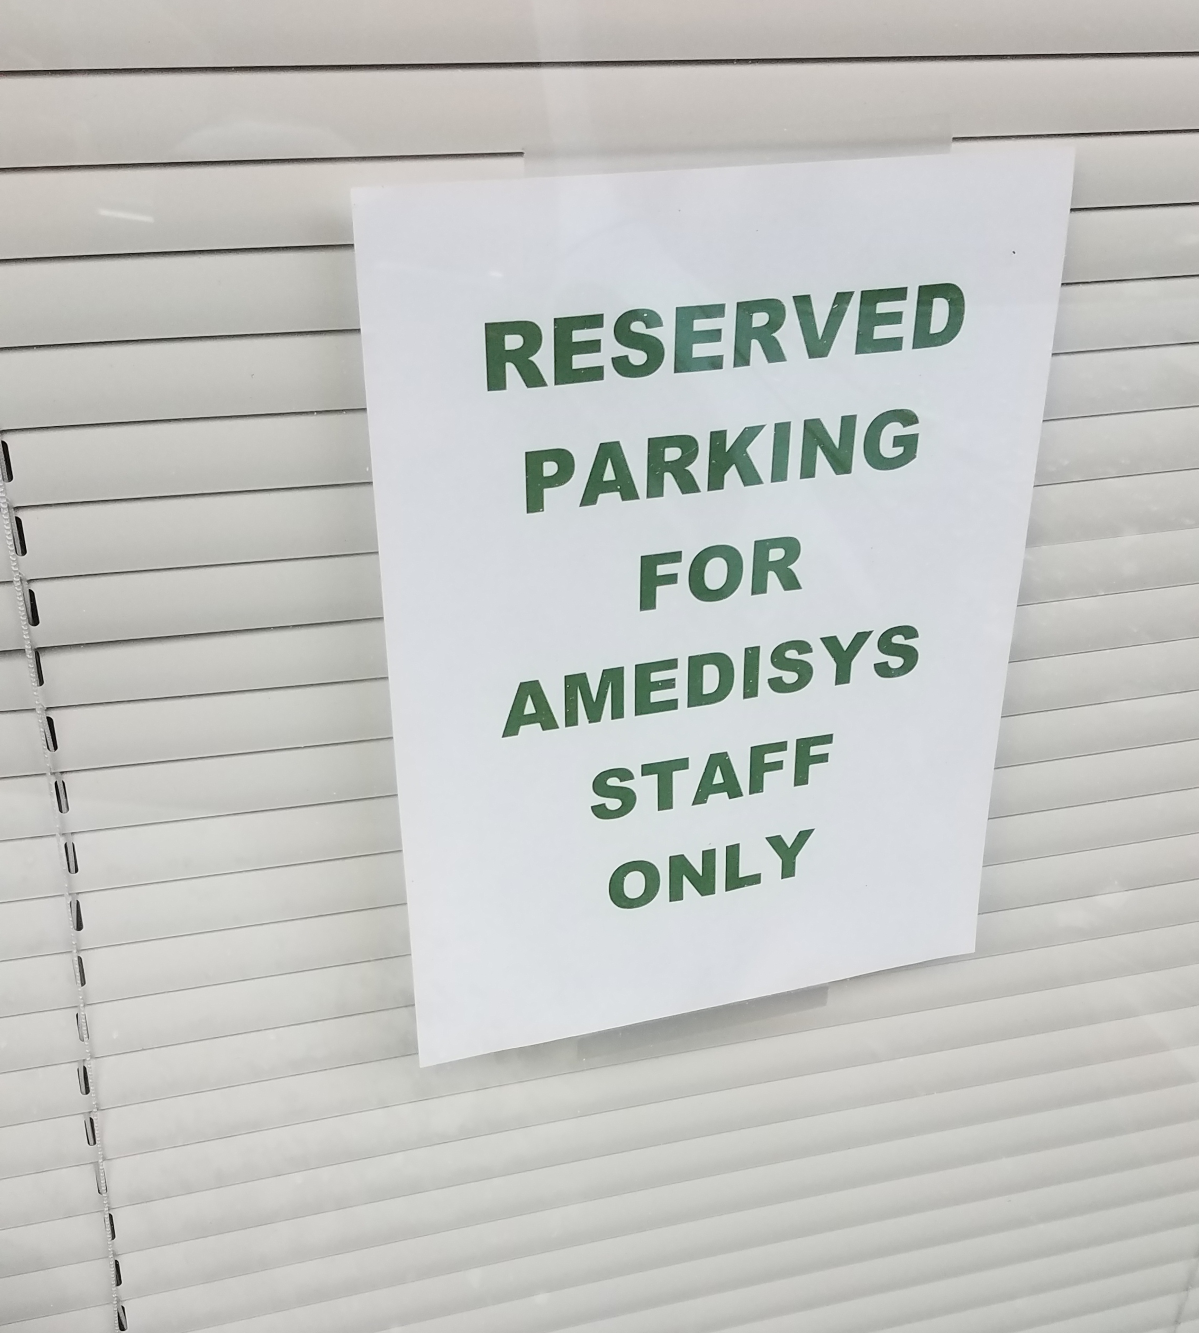 RESERVED
PARKING
FOR
AMEDISYS
STAFF
ONLY